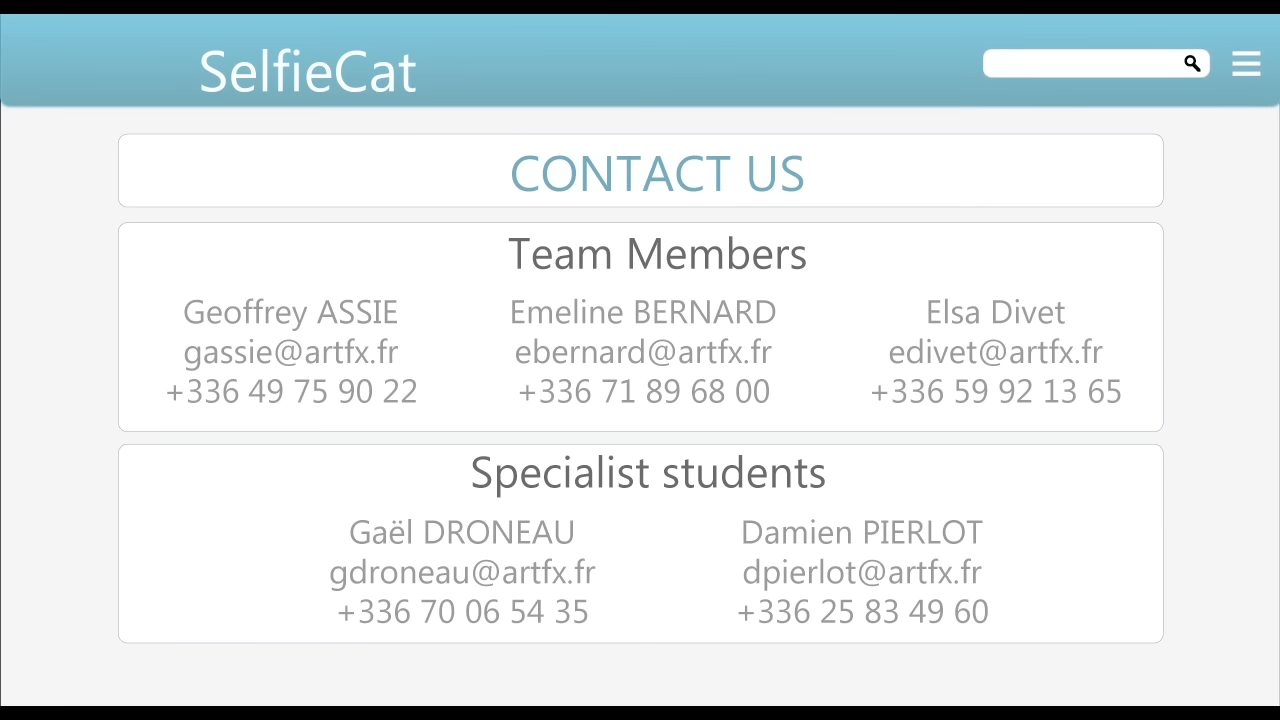 SelfieCat
CONTACT US
Team Members
Geoffrey ASSIE
gassie@artfx.fr
+336 49 75 90 22
Emeline BERNARD
ebernard@artfx.fr
+336 71 89 68 00
Elsa Divet
edivet@artfx.fr
+336 59 92 13 65
Specialist students
Gaël DRONEAU
gdroneau@artfx.fr
+336 70 06 54 35
Damien PIERLOT
dpierlot@artfx.fr
+336 25 83 49 60